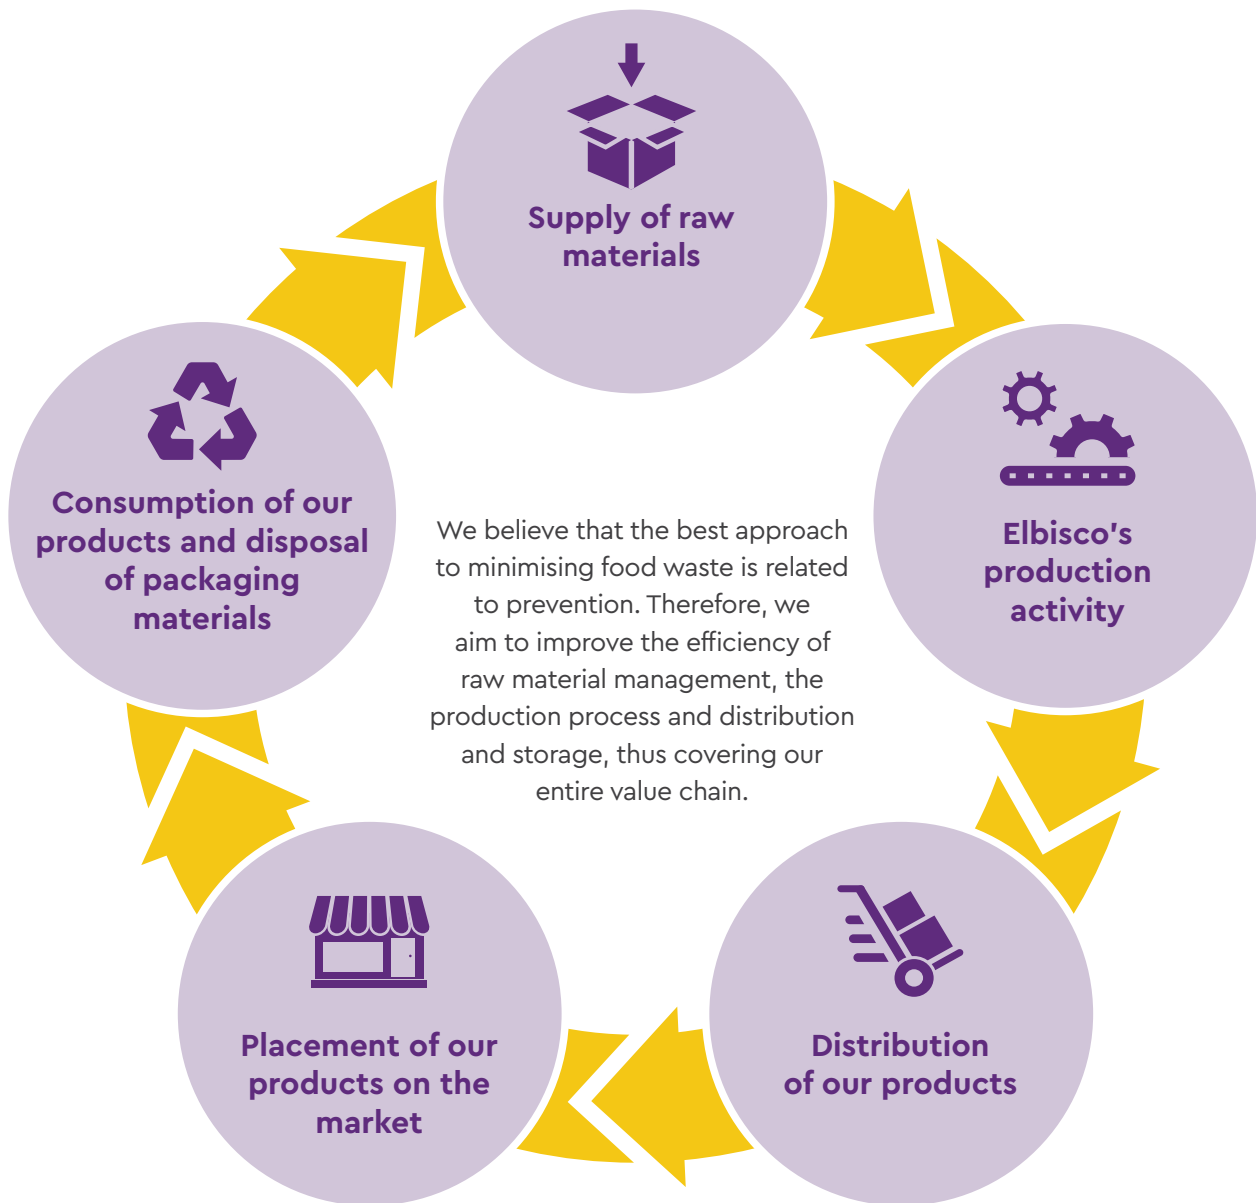 Supply of raw
materials
Elbisco's
production
activity
Distribution
of our products
Placement of our
products on the
market
Consumption of our
products and disposal
of packaging
materials
We believe that the best approach
to minimising food waste is related
to prevention. Therefore, we
aim to improve the efficiency of
raw material management, the
production process and distribution
and storage, thus covering our
entire value chain.